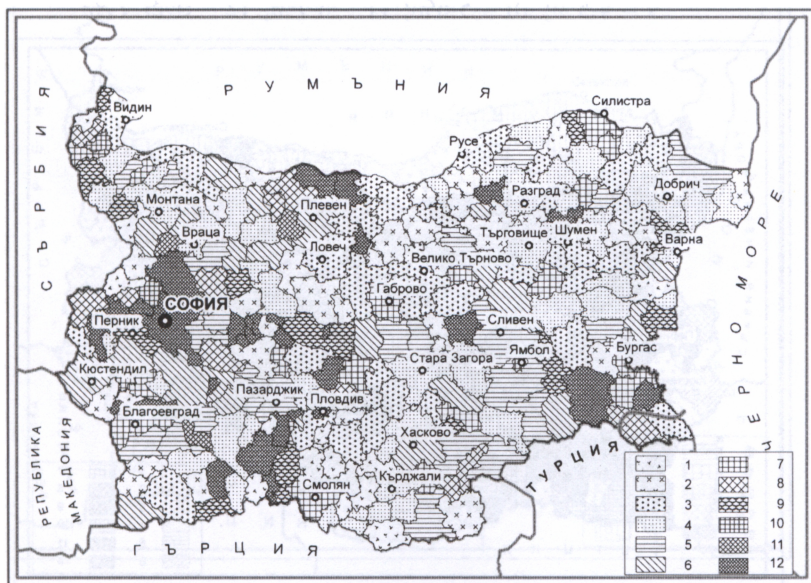 РУМЪНИЯ
СЪРБИЯ
Видин
Силистра
Русе
Разград
Добрич
Монтана
Плевен
Враца
Ловеч
Търговище
Шумен
Варна
Велико Търново
Габрово
СОФИЯ
Перник
Сливен
Ямбол
Бургас
Кюстендил
Стара Загора
Пазарджик
Пловдив
Благоевград
Хасково
Смолян
Кърджали
РЕПУБЛИКА
МАКЕДОНИЯ
ГЪРЦИЯ
ТУРЦИЯ
ЧЕРНО МОРЕ
1 7
2 8
3 9
4 10
5 11
6 12